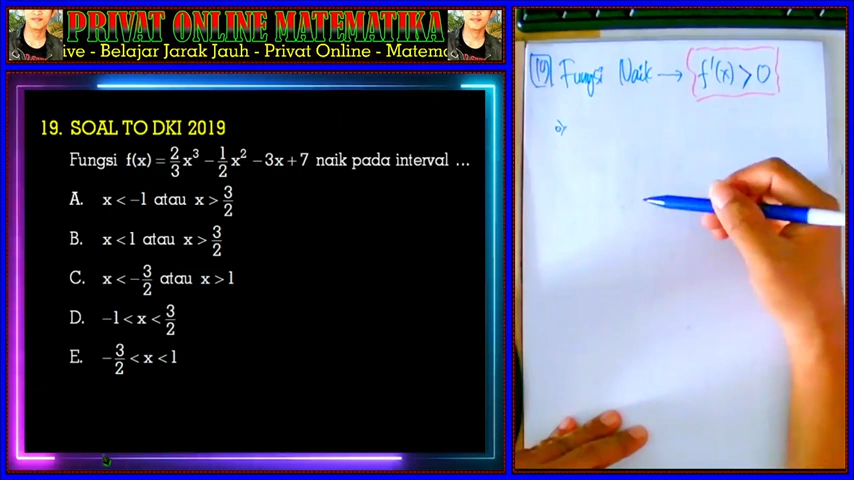 PRIVAT ONLINE MATEMATIKA
ive - Belajar Jarak Jauh - Privat Online - Matema
19. SOAL TO DKI 2019
Fungsi f(x) = 2/3 x³ − 1/2 x² − 3x + 7 naik pada interval ...
A. x < −1 atau x > 3/2
B. x < 1 atau x > 3/2
C. x < −3/2 atau x > 1
D. −1 < x < 3/2
E. −3/2 < x < 1
19 Fungsi Naik → f'(x) > 0